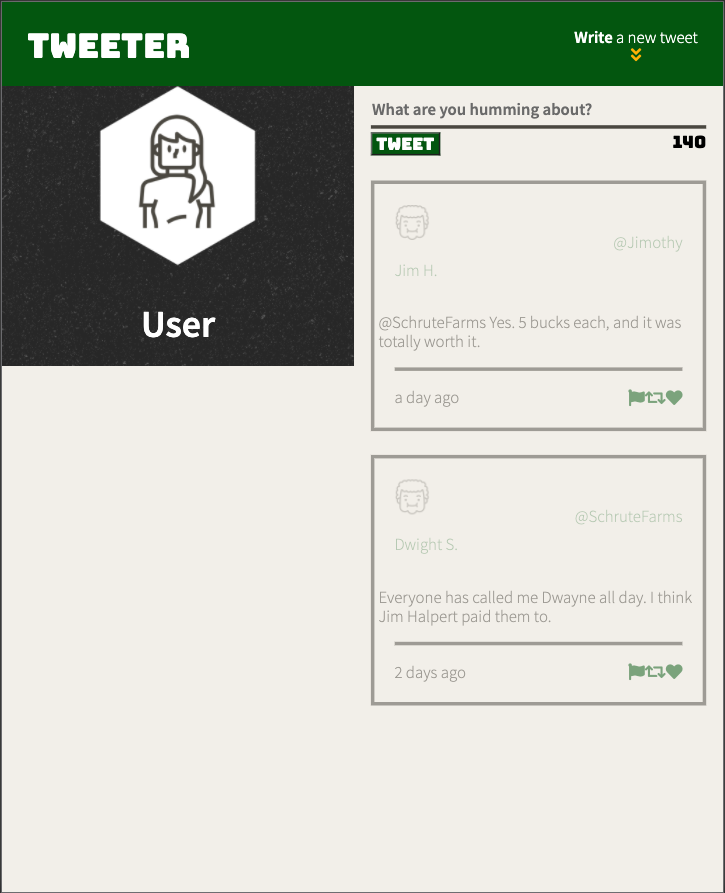 TWEETER
Write a new tweet
User
What are you humming about?
TWEET
140
@Jimothy
Jim H.
@SchruteFarms Yes. 5 bucks each, and it was
totally worth it.
a day ago
@SchruteFarms
Dwight S.
Everyone has called me Dwayne all day. I think
Jim Halpert paid them to.
2 days ago